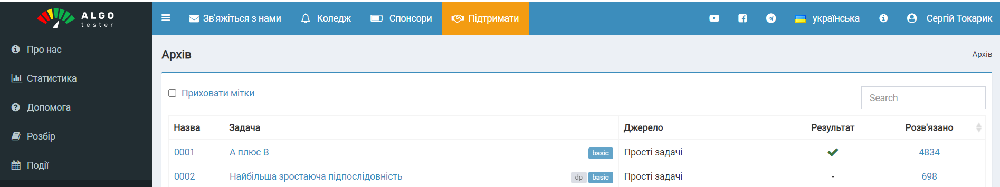 ALGO
tester
Зв'яжіться з нами
Коледж
Спонсори
Підтримати
українська
Сергій Токарик
Про нас
Статистика
Допомога
Розбір
Події
Архів
Архів
Приховати мітки
Search
Назва Задача Джерело Результат Розв'язано
0001 А плюс В basic Прості задачі 4834
0002 Найбільша зростаюча підпослідовність dp basic Прості задачі - 698